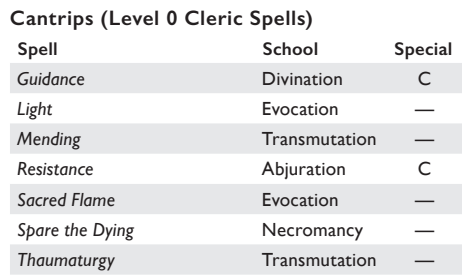 Cantrips (Level 0 Cleric Spells)
Spell School Special
Guidance Divination C
Light Evocation —
Mending Transmutation —
Resistance Abjuration C
Sacred Flame Evocation —
Spare the Dying Necromancy —
Thaumaturgy Transmutation —